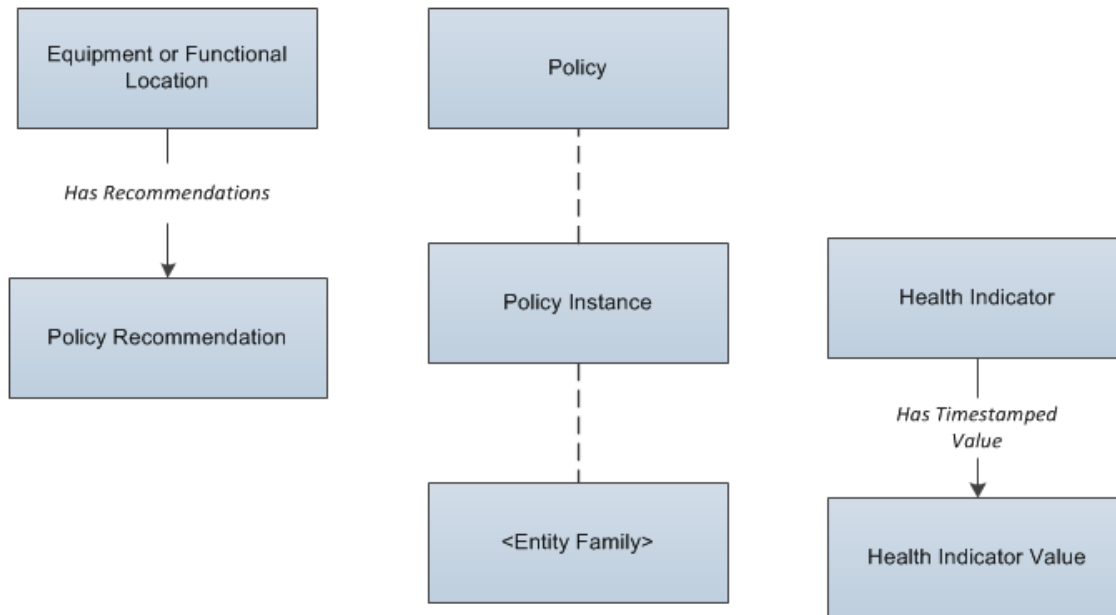 Equipment or Functional
Location
Has Recommendations
Policy Recommendation
Policy
Policy Instance
<Entity Family>
Health Indicator
Has Timestamped
Value
Health Indicator Value